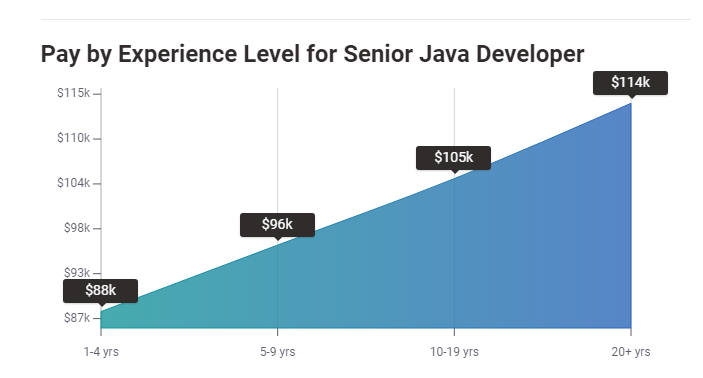 Pay by Experience Level for Senior Java Developer
$114k
$115k
$110k
$105k
$104k
$96k
$98k
$93k
$88k
$87k
1-4 yrs 5-9 yrs 10-19 yrs 20+ yrs